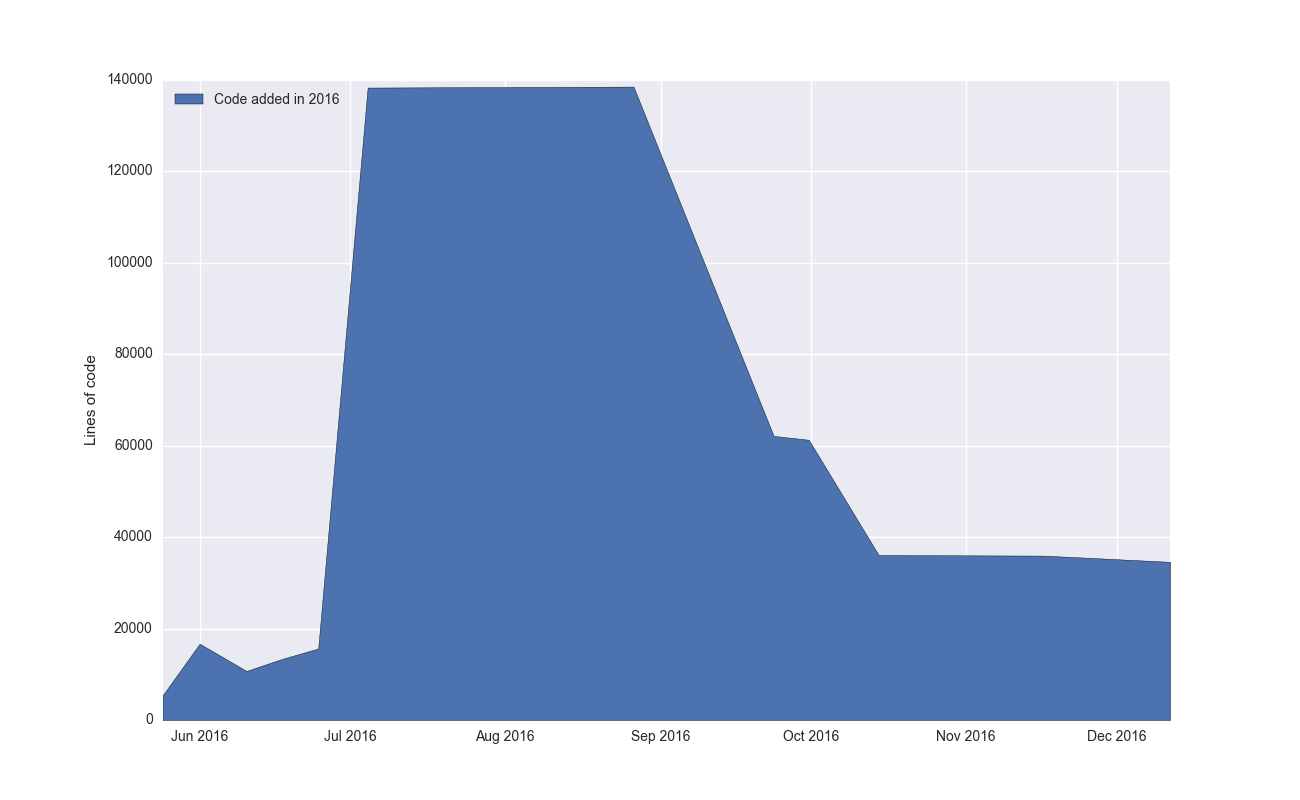 Code added in 2016
Lines of code
140000
120000
100000
80000
60000
40000
20000
0
Jun 2016
Jul 2016
Aug 2016
Sep 2016
Oct 2016
Nov 2016
Dec 2016